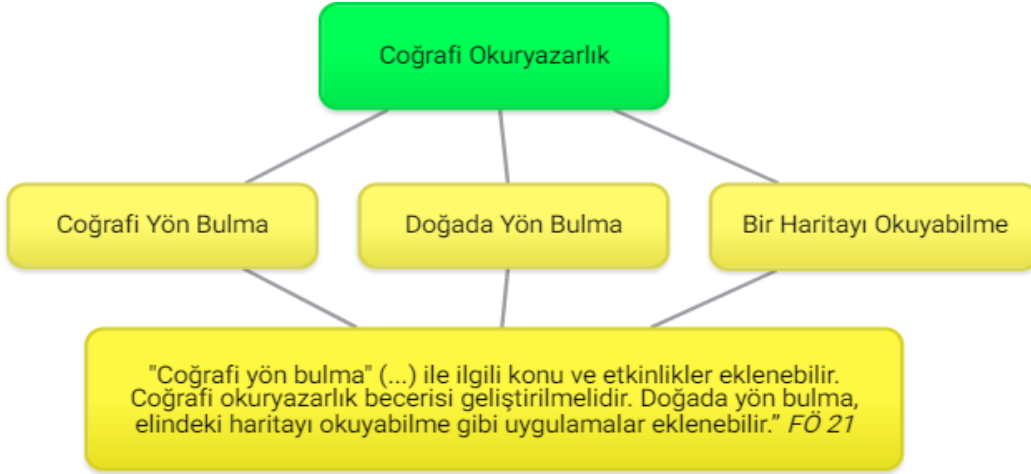 Coğrafi Okuryazarlık
Coğrafi Yön Bulma
Doğada Yön Bulma
Bir Haritayı Okuyabilme
"Coğrafi yön bulma" (...) ile ilgili konu ve etkinlikler eklenebilir.
Coğrafi okuryazarlık becerisi geliştirilmelidir. Doğada yön bulma,
elindeki haritayı okuyabilme gibi uygulamalar eklenebilir.” FÖ 21